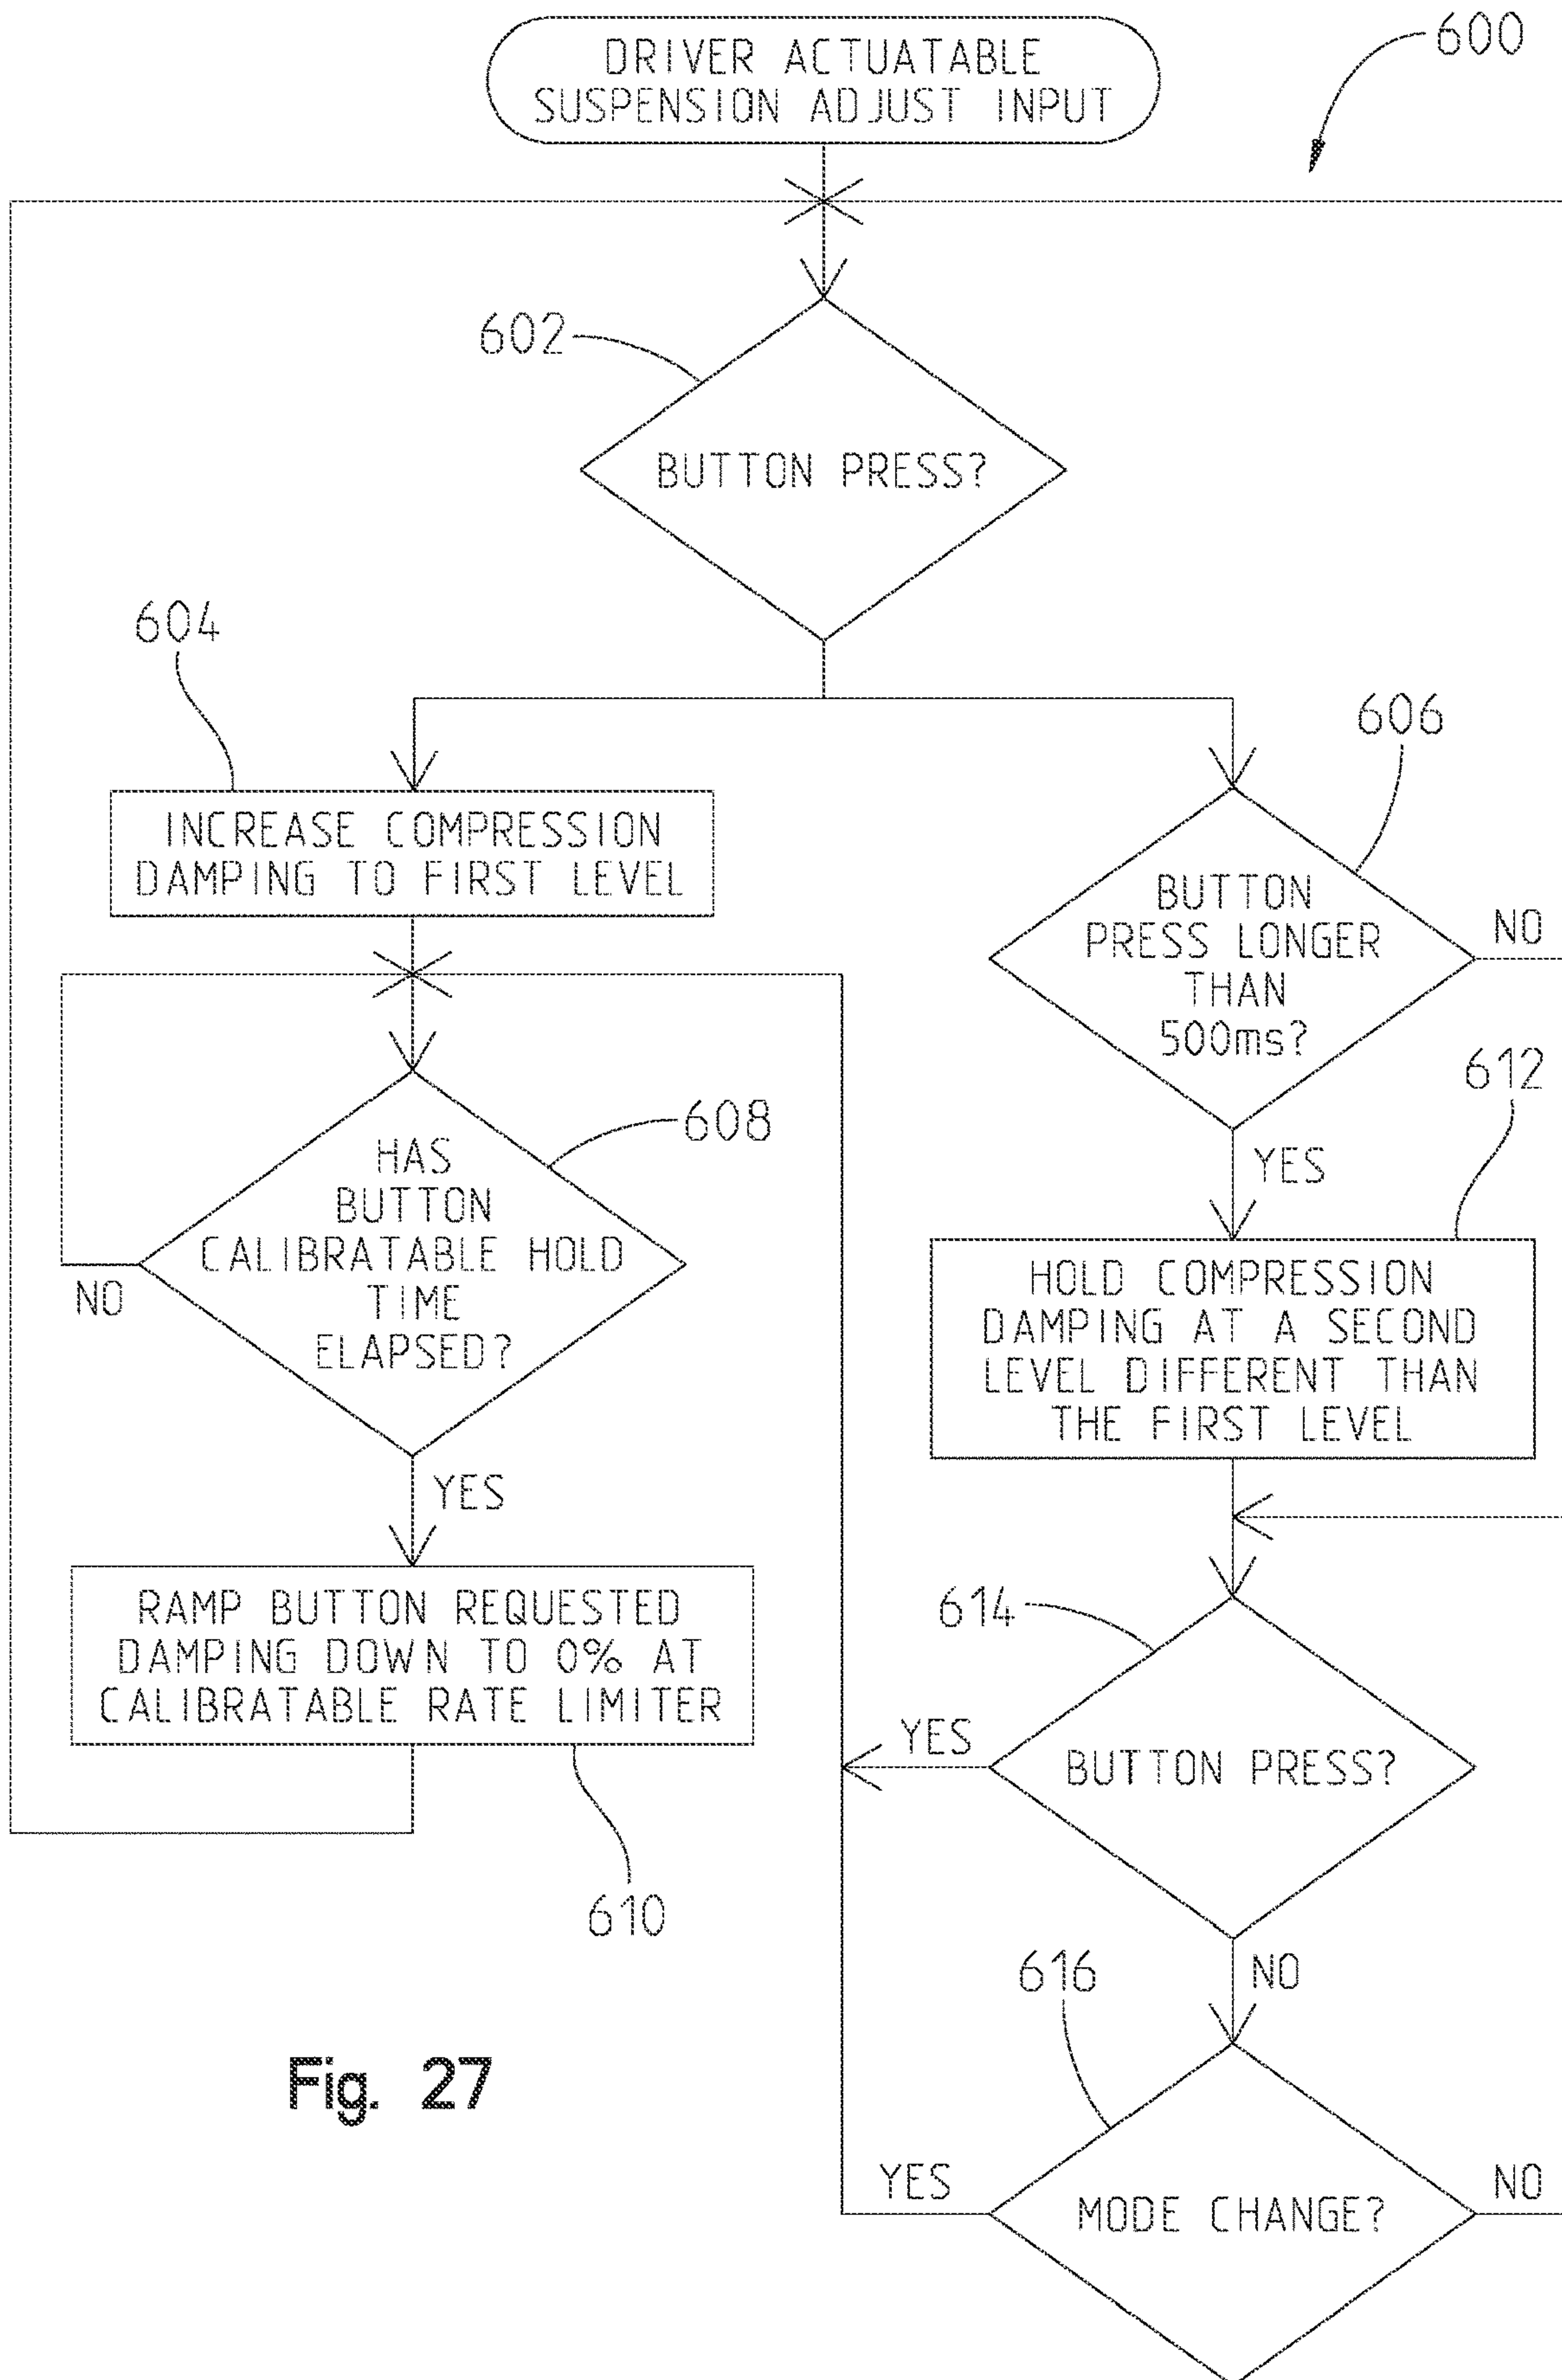 600
DRIVER ACTUATABLE
SUSPENSION ADJUST INPUT
602
BUTTON PRESS?
604
606
INCREASE COMPRESSION
DAMPING TO FIRST LEVEL
BUTTON
PRESS LONGER
THAN
500ms?
NO
612
608
HAS
BUTTON
CALIBRATABLE HOLD
TIME
ELAPSED?
NO
YES
YES
HOLD COMPRESSION
DAMPING AT A SECOND
LEVEL DIFFERENT THAN
THE FIRST LEVEL
RAMP BUTTON REQUESTED
DAMPING DOWN TO 0% AT
CALIBRATABLE RATE LIMITER
610
614
YES
BUTTON PRESS?
NO
616
YES
MODE CHANGE?
NO
Fig. 27